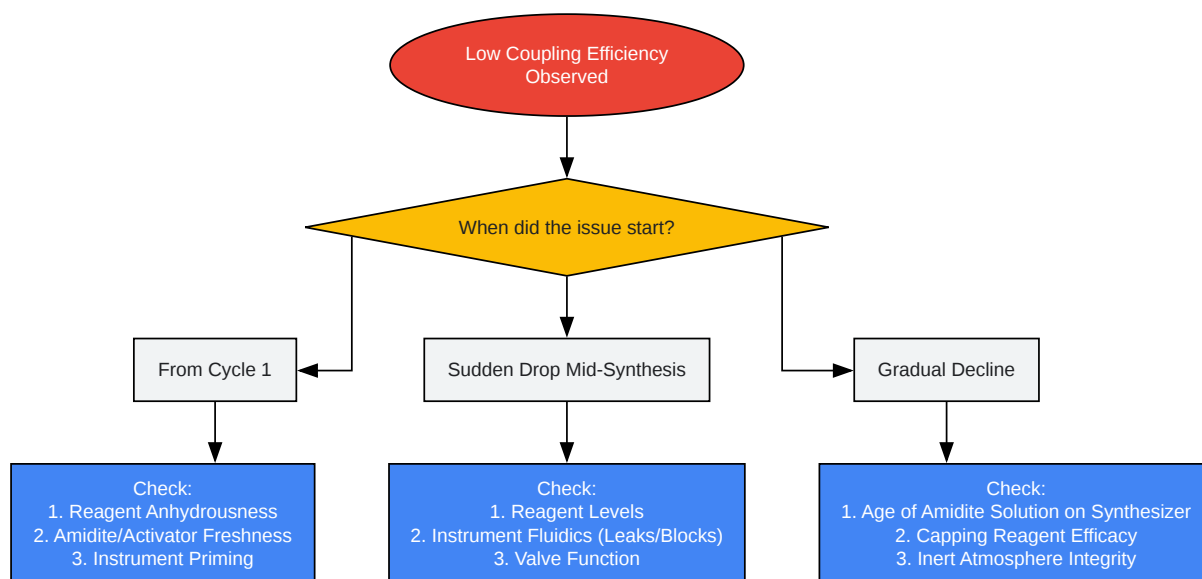 Low Coupling Efficiency
Observed
When did the issue start?
From Cycle 1
Sudden Drop Mid-Synthesis
Gradual Decline
Check:
1. Reagent Anhydrousness
2. Amidite/Activator Freshness
3. Instrument Priming
Check:
1. Reagent Levels
2. Instrument Fluidics (Leaks/Blocks)
3. Valve Function
Check:
1. Age of Amidite Solution on Synthesizer
2. Capping Reagent Efficacy
3. Inert Atmosphere Integrity